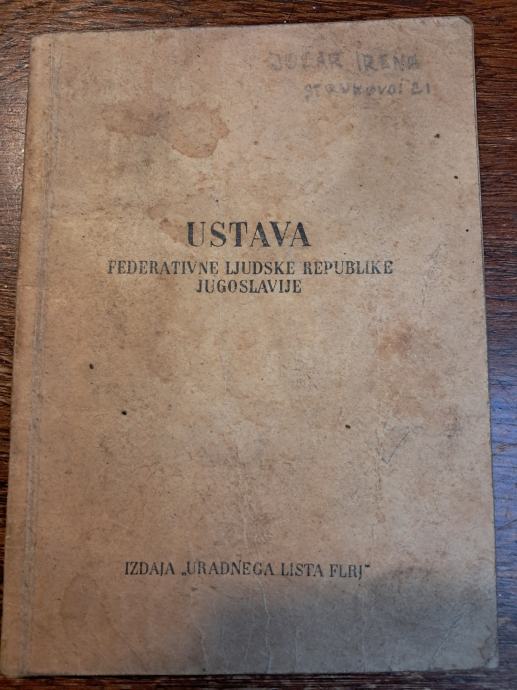 IRENA
USTAVA
FEDERATIVNE LJUDSKE REPUBLIKE
JUGOSLAVIJE
IZDAJA „URADNEGA LISTA FLRJ“